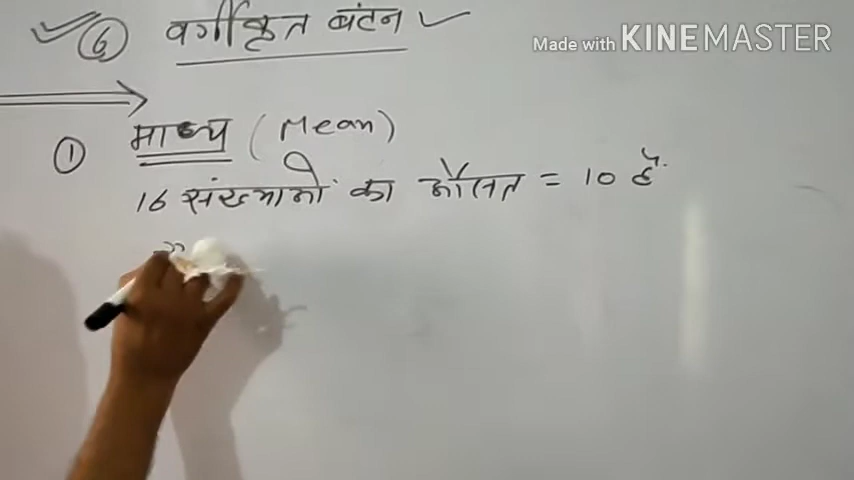 6 वर्गीकृत बंटन
Made with KINEMASTER
① माध्य (Mean)
16 संख्याओं का औसत = 10 है
"